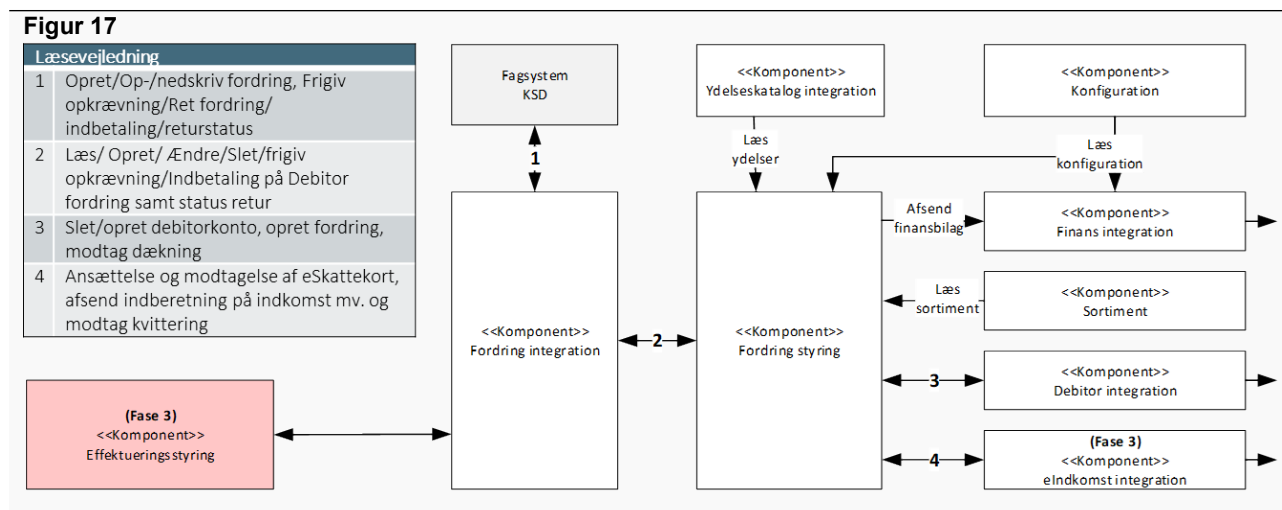 Figur 17
Læsevejledning
1 Opret/Op-/nedskriv fordring, Frigiv
opkrævning/Ret fordring/
indbetaling/returstatus
2 Læs/ Opret/ Ændre/Slet/frigiv
opkrævning/Indbetaling på Debitor
fordring samt status retur
3 Slet/opret debitorkonto, opret fordring,
modtag dækning
4 Ansættelse og modtagelse af eSkattekort,
afsend indberetning på indkomst mv. og
modtag kvittering
Fagsystem
KSD
<<Komponent>>
Ydelseskatalog integration
<<Komponent>>
Konfiguration
1
Læs
ydelser
Læs
konfiguration
<<Komponent>>
Fordring integration
2
<<Komponent>>
Fordring styring
Afsend
finansbilag
<<Komponent>>
Finans integration
Læs
sortiment
<<Komponent>>
Sortiment
3
<<Komponent>>
Debitor integration
4
(Fase 3)
<<Komponent>>
eIndkomst integration
(Fase 3)
<<Komponent>>
Effektueringsstyring